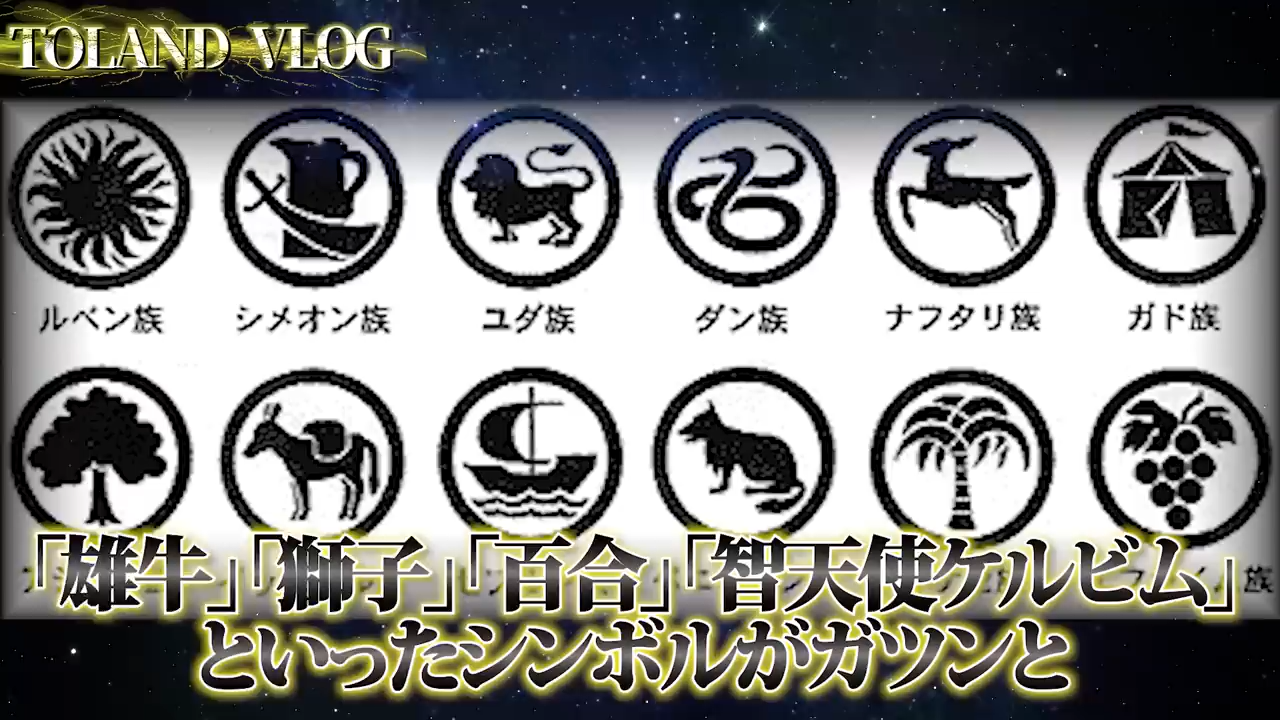 TOLAND VLOG
ルベン族
シメオン族
ユダ族
ダン族
ナフタリ族
ガド族
族
「雄牛」「獅子」「百合」「智天使ケルビム」
といったシンボルがガツンと